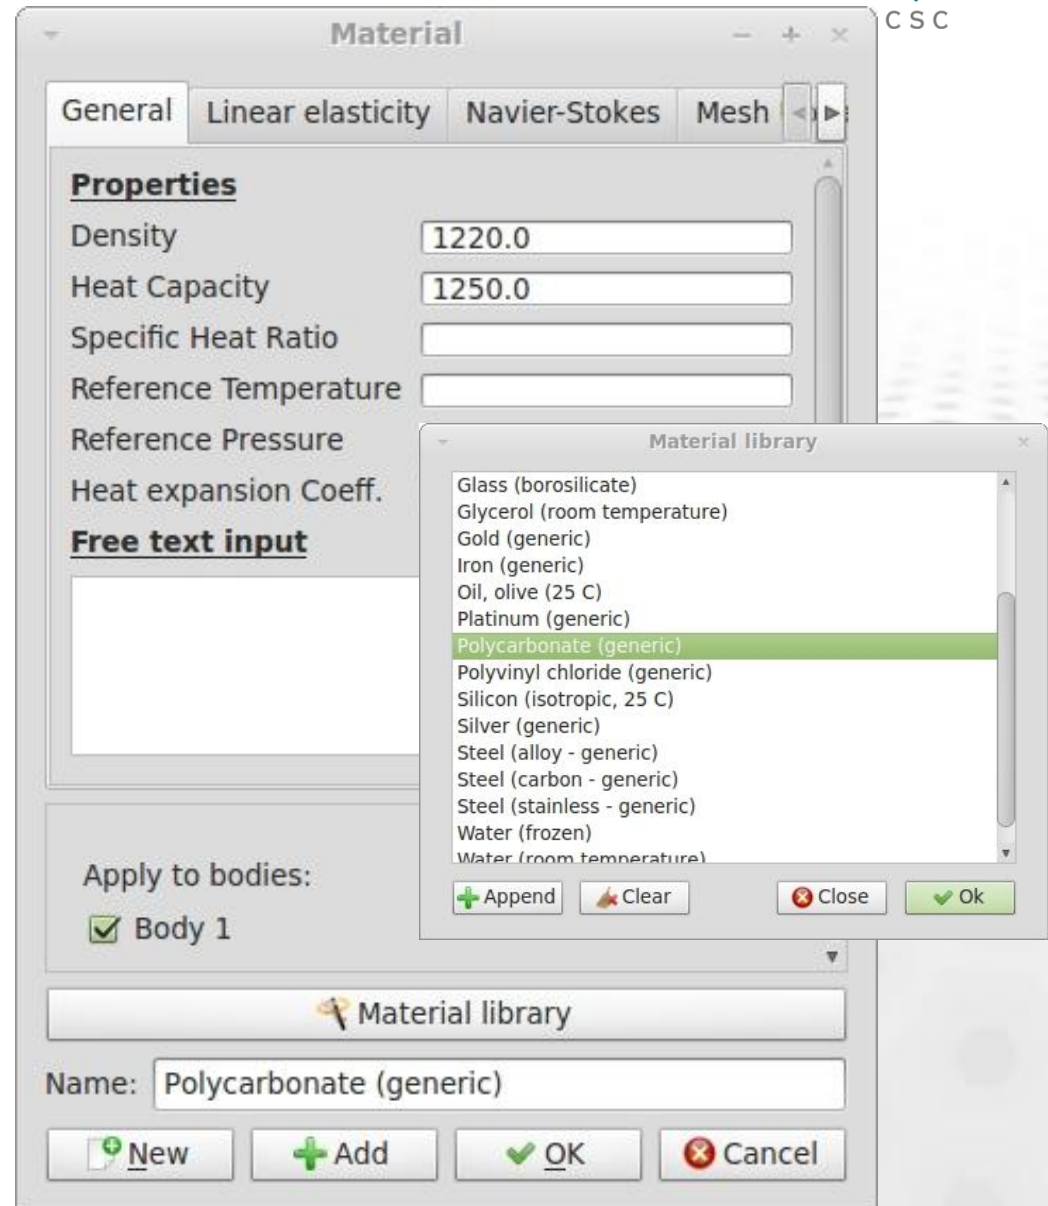 CSC
Material
General Linear elasticity Navier-Stokes Mesh
Properties
Density 1220.0
Heat Capacity 1250.0
Specific Heat Ratio
Reference Temperature
Reference Pressure
Heat expansion Coeff.
Free text input
Material library
Glass (borosilicate)
Glycerol (room temperature)
Gold (generic)
Iron (generic)
Oil, olive (25 C)
Platinum (generic)
Polycarbonate (generic)
Polyvinyl chloride (generic)
Silicon (isotropic, 25 C)
Silver (generic)
Steel (alloy - generic)
Steel (carbon - generic)
Steel (stainless - generic)
Water (frozen)
Water (room temperature)
Append Clear Close Ok
Apply to bodies:
Body 1
Material library
Name: Polycarbonate (generic)
New Add OK Cancel